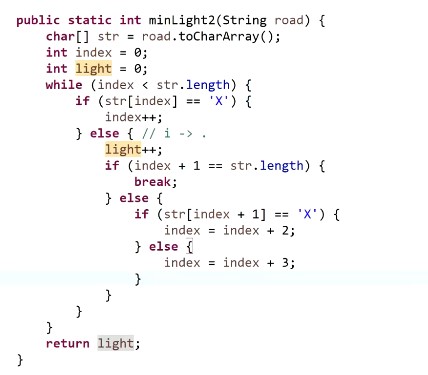 public static int minLight2(String road) {
    char[] str = road.toCharArray();
    int index = 0;
    int light = 0;
    while (index < str.length) {
        if (str[index] == 'X') {
            index++;
        } else { // i -> .
            light++;
            if (index + 1 == str.length) {
                break;
            } else {
                if (str[index + 1] == 'X') {
                    index = index + 2;
                } else {
                    index = index + 3;
                }
            }
        }
    }
    return light;
}